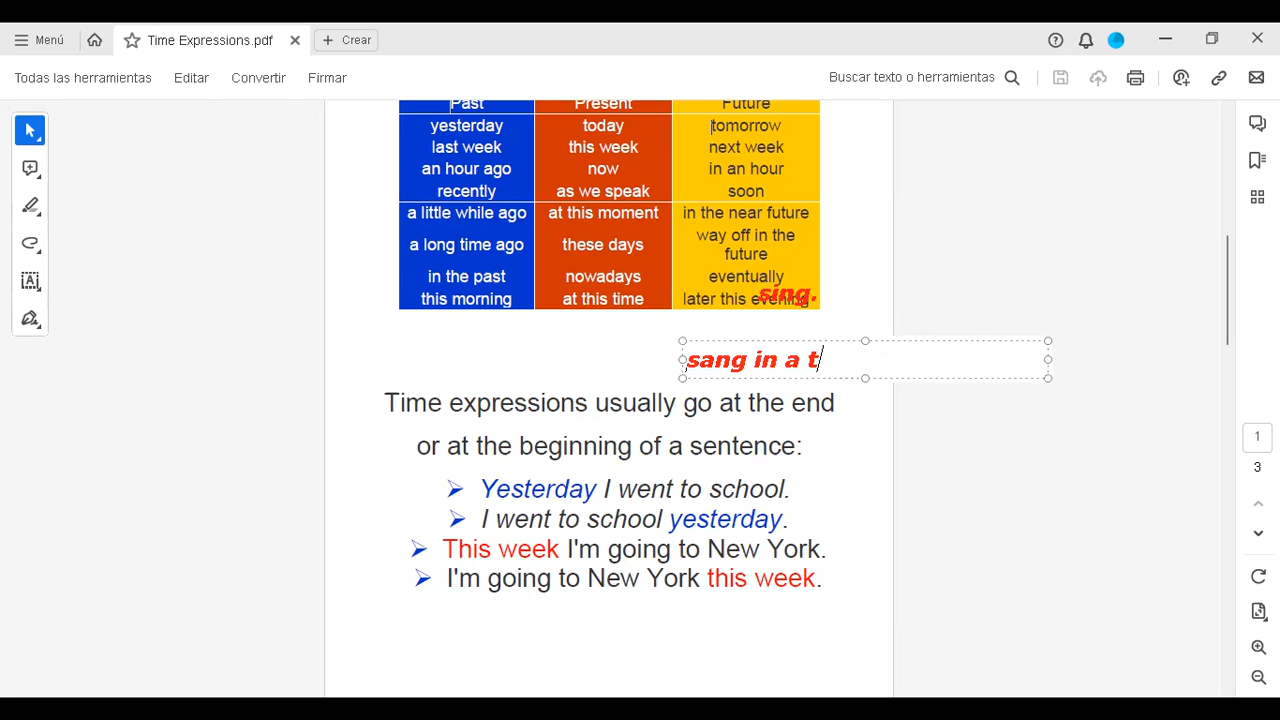 Menú Time Expressions.pdf Crear
Todas las herramientas Editar Convertir Firmar Buscar texto o herramientas
Past Present Future
yesterday today tomorrow
last week this week next week
an hour ago now in an hour
recently as we speak soon
a little while ago at this moment in the near future
a long time ago these days way off in the
future
in the past nowadays eventually
sing.
this morning at this time later this evening
sang in a t
Time expressions usually go at the end
or at the beginning of a sentence:
1
3
Yesterday I went to school.
I went to school yesterday.
This week I'm going to New York.
I'm going to New York this week.